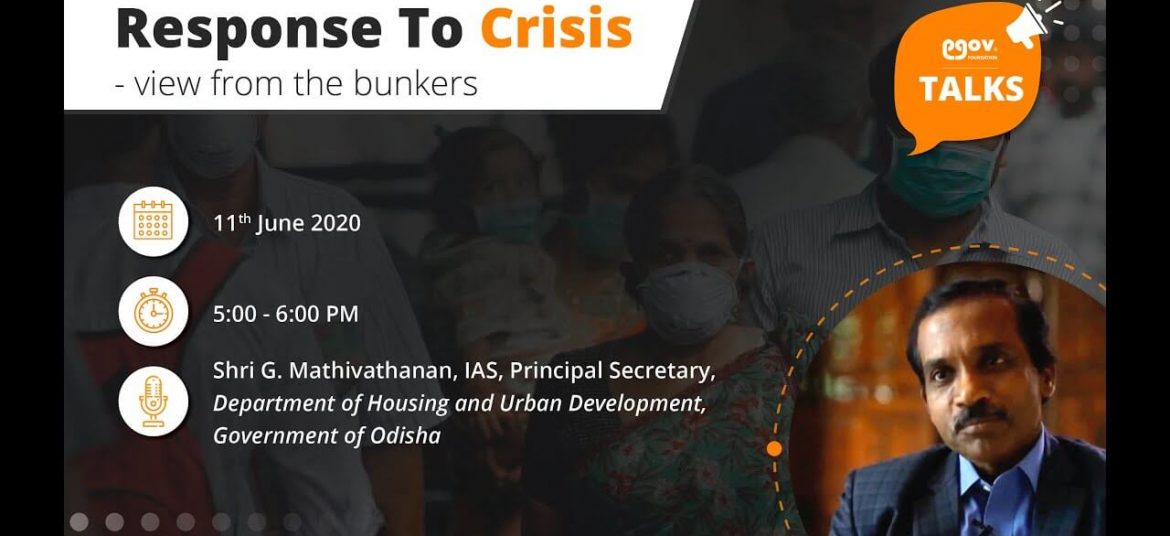 Response To Crisis
- view from the bunkers
egov.
FOUNDATION
TALKS
11th June 2020
5:00 - 6:00 PM
Shri G. Mathivathanan, IAS, Principal Secretary,
Department of Housing and Urban Development,
Government of Odisha